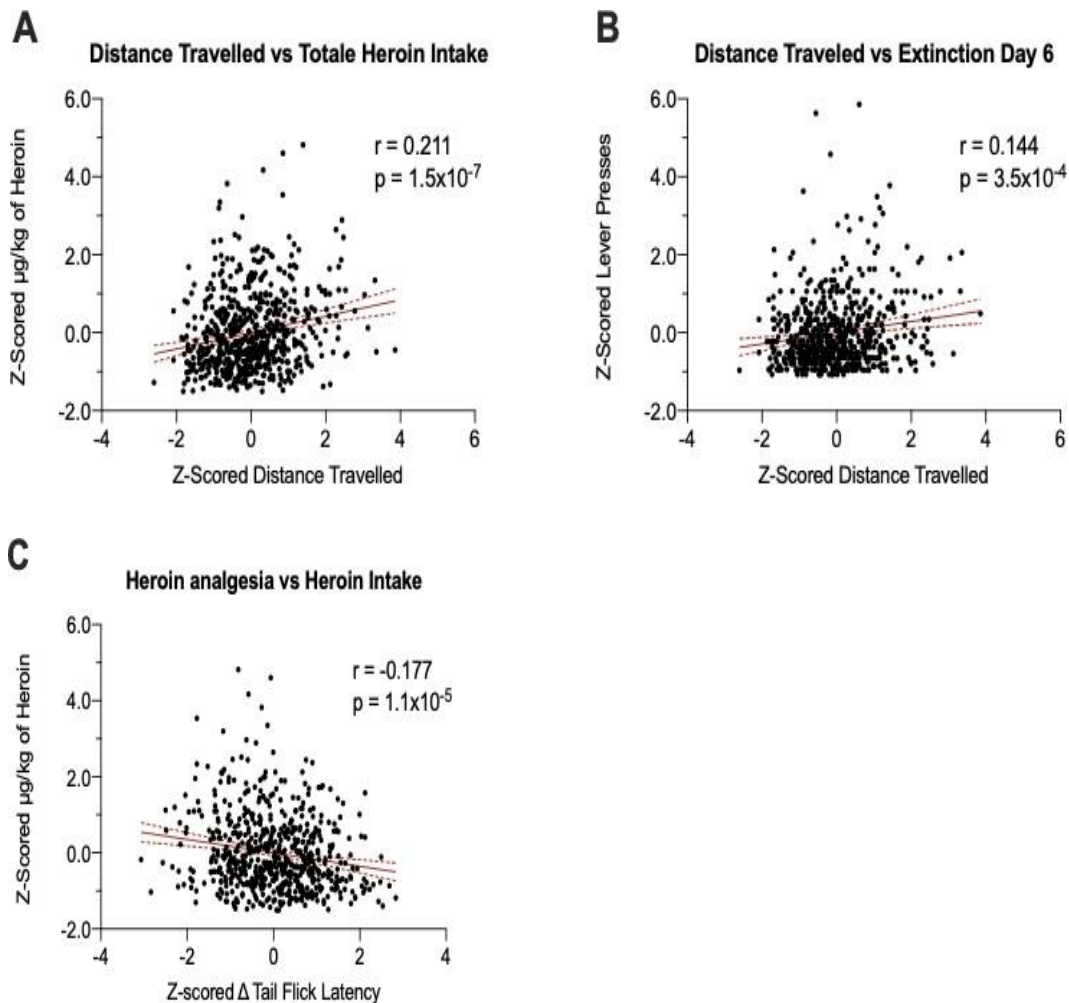 A
Distance Travelled vs Totale Heroin Intake
6.0
4.0
2.0
0.0
-2.0
Z-Scored µg/kg of Heroin
r = 0.211
p = 1.5x10⁻⁷
-4 -2 0 2 4 6
Z-Scored Distance Travelled
B
Distance Traveled vs Extinction Day 6
6.0
4.0
2.0
0.0
-2.0
Z-Scored Lever Presses
r = 0.144
p = 3.5x10⁻⁴
-4 -2 0 2 4 6
Z-Scored Distance Travelled
C
Heroin analgesia vs Heroin Intake
6.0
4.0
2.0
0.0
-2.0
Z-Scored µg/kg of Heroin
r = -0.177
p = 1.1x10⁻⁵
-4 -2 0 2 4
Z-scored Δ Tail Flick Latency